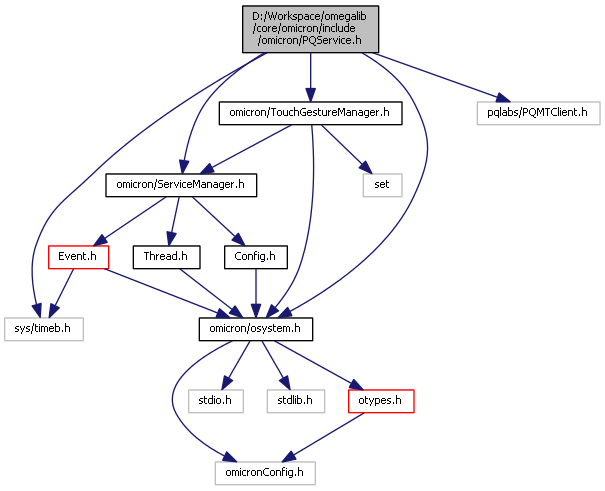 D:/Workspace/omegalib
/core/omicron/include
/omicron/PQService.h
omicron/TouchGestureManager.h
pqlabs/PQMTClient.h
omicron/ServiceManager.h
set
Event.h
Thread.h
Config.h
sys/timeb.h
omicron/osystem.h
stdio.h
stdlib.h
otypes.h
omicronConfig.h